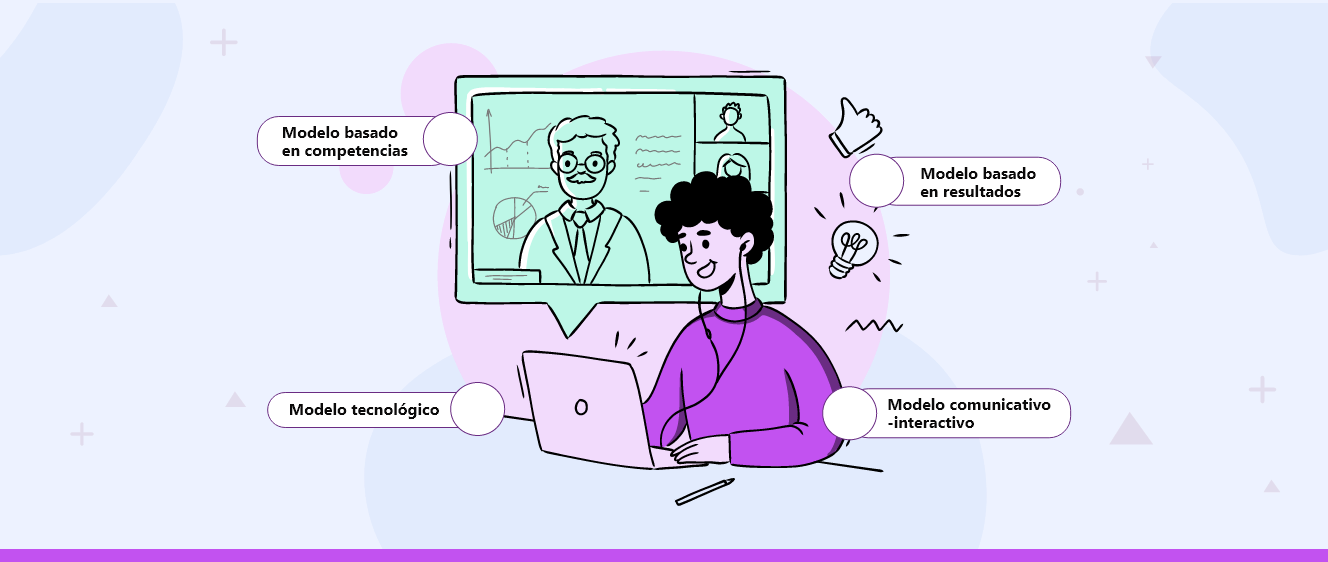 Modelo basado
en competencias
Modelo basado
en resultados
Modelo tecnológico
Modelo comunicativo
-interactivo